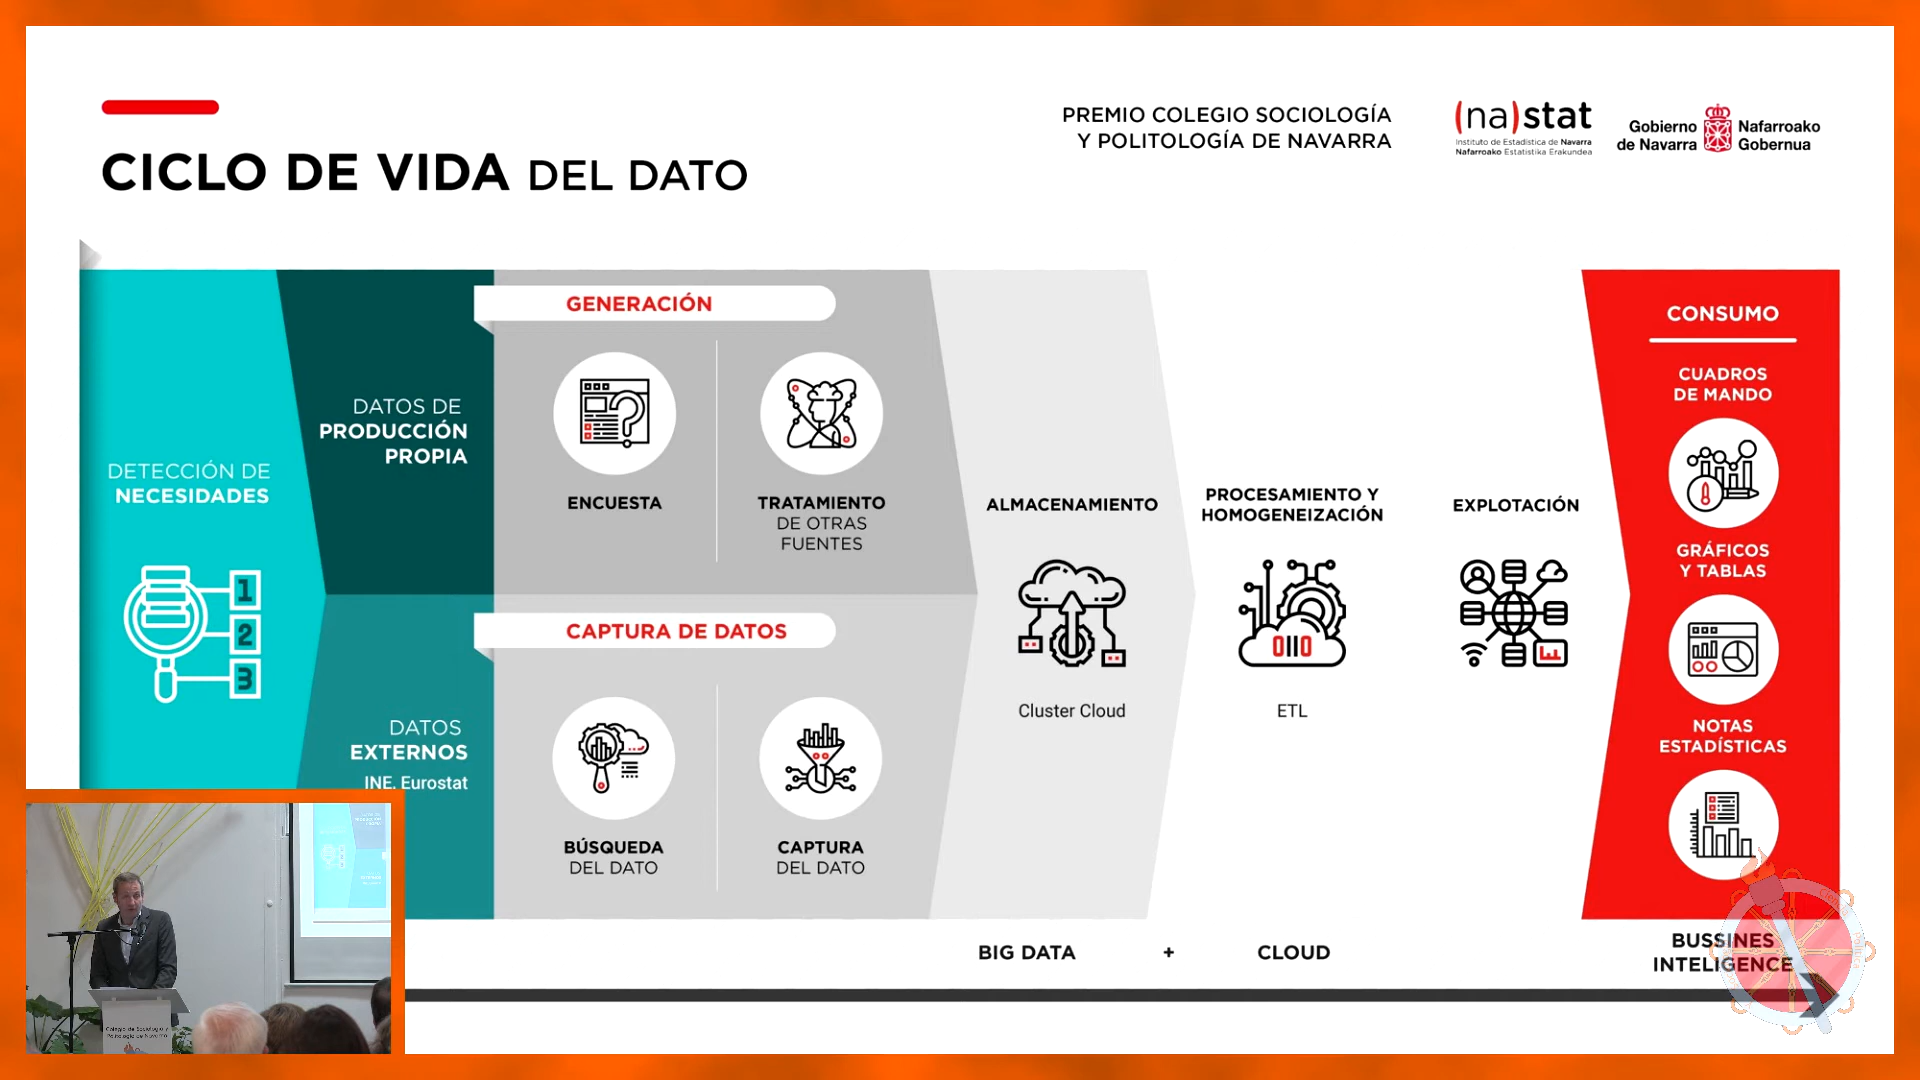 PREMIO COLEGIO SOCIOLOGÍA
Y POLITOLOGÍA DE NAVARRA
(na)stat
Instituto de Estadística de Navarra
Nafarroako Estatistika Erakundea
Gobierno
de Navarra
Nafarroako
Gobernua
CICLO DE VIDA DEL DATO
DETECCIÓN DE
NECESIDADES
1
2
3
DATOS DE
PRODUCCIÓN
PROPIA
DATOS
EXTERNOS
INE, Eurostat
GENERACIÓN
ENCUESTA
TRATAMIENTO
DE OTRAS
FUENTES
CAPTURA DE DATOS
BÚSQUEDA
DEL DATO
CAPTURA
DEL DATO
ALMACENAMIENTO
Cluster Cloud
PROCESAMIENTO Y
HOMOGENEIZACIÓN
ETL
EXPLOTACIÓN
CONSUMO
CUADROS
DE MANDO
GRÁFICOS
Y TABLAS
NOTAS
ESTADÍSTICAS
BIG DATA + CLOUD
BUSSINES
INTELIGENCE
Colegio de Sociología y
Politología de Navarra